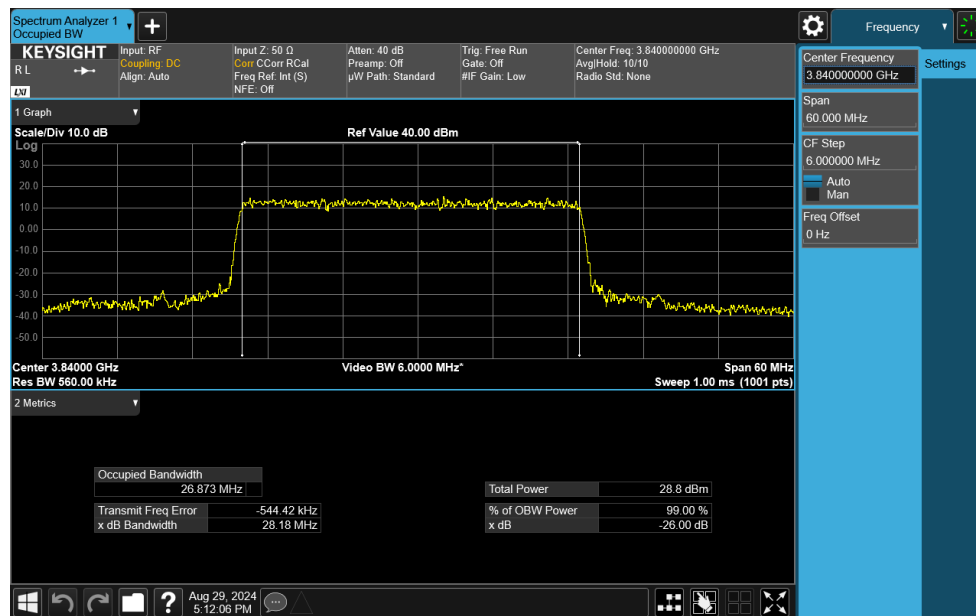 Spectrum Analyzer 1
Occupied BW
Frequency
KEYSIGHT
R L
LXI
Input: RF
Coupling: DC
Align: Auto
Input Z: 50 Ω
Corr CCorr RCal
Freq Ref: Int (S)
NFE: Off
Atten: 40 dB
Preamp: Off
µW Path: Standard
Trig: Free Run
Gate: Off
#IF Gain: Low
Center Freq: 3.840000000 GHz
Avg|Hold: 10/10
Radio Std: None
Center Frequency
3.840000000 GHz
Settings
Span
60.000 MHz
CF Step
6.000000 MHz
Auto
Man
Freq Offset
0 Hz
1 Graph
Scale/Div 10.0 dB
Ref Value 40.00 dBm
Log
30.0
20.0
10.0
0.00
-10.0
-20.0
-30.0
-40.0
-50.0
Center 3.84000 GHz
Video BW 6.0000 MHz*
Span 60 MHz
Res BW 560.00 kHz
Sweep 1.00 ms (1001 pts)
2 Metrics
Occupied Bandwidth
26.873 MHz
Total Power 28.8 dBm
Transmit Freq Error -544.42 kHz
% of OBW Power 99.00 %
x dB Bandwidth 28.18 MHz
x dB -26.00 dB
Aug 29, 2024
5:12:06 PM